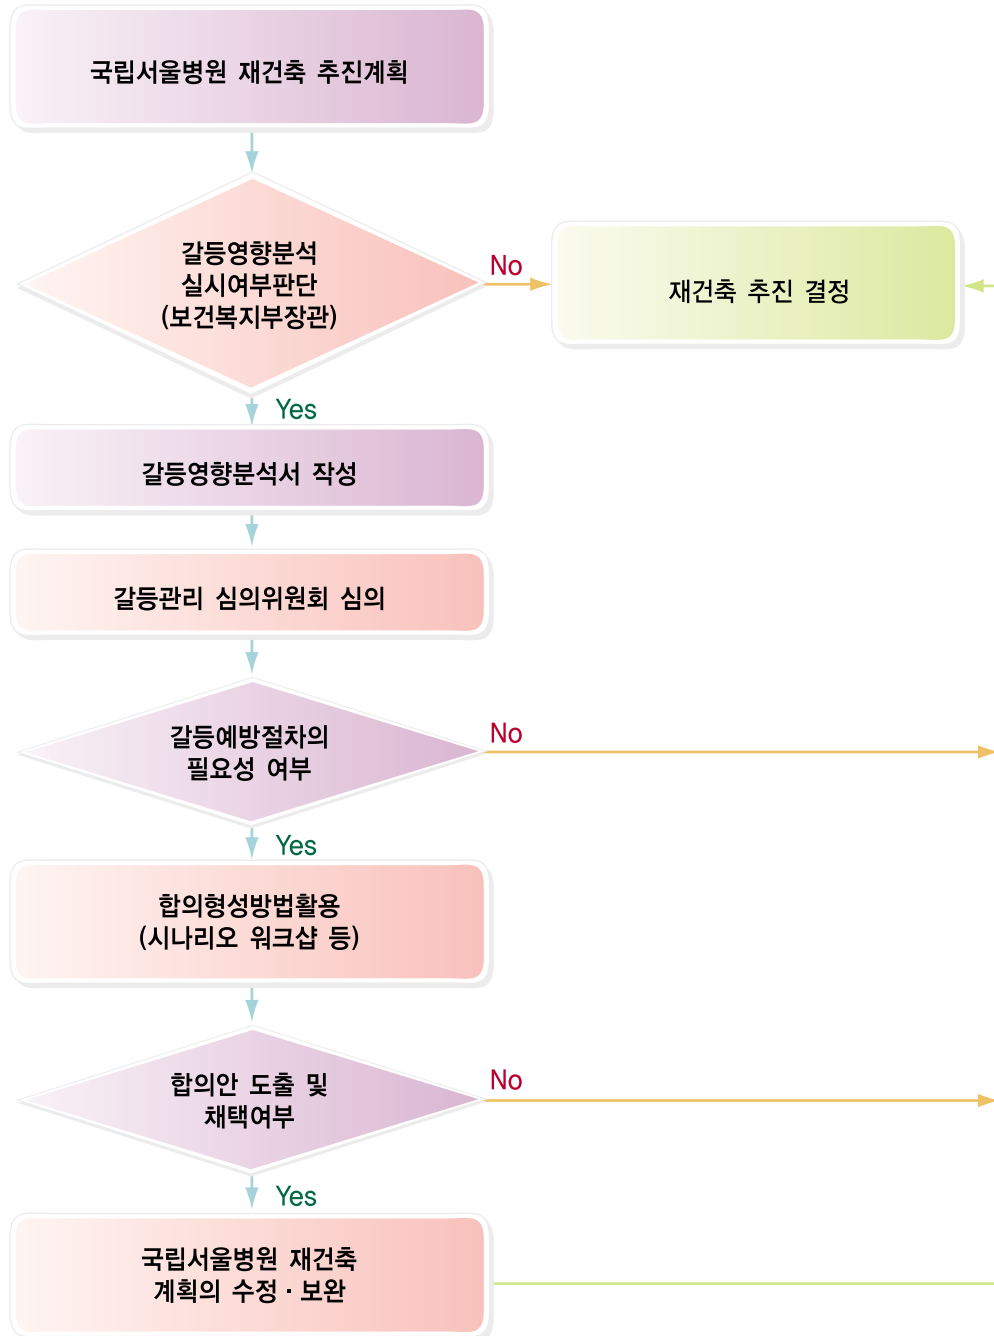 국립서울병원 재건축 추진계획
갈등영향분석
실시여부판단
(보건복지부장관)
No
재건축 추진 결정
Yes
갈등영향분석서 작성
갈등관리 심의위원회 심의
갈등예방절차의
필요성 여부
No
Yes
합의형성방법활용
(시나리오 워크샵 등)
합의안 도출 및
채택여부
No
Yes
국립서울병원 재건축
계획의 수정·보완